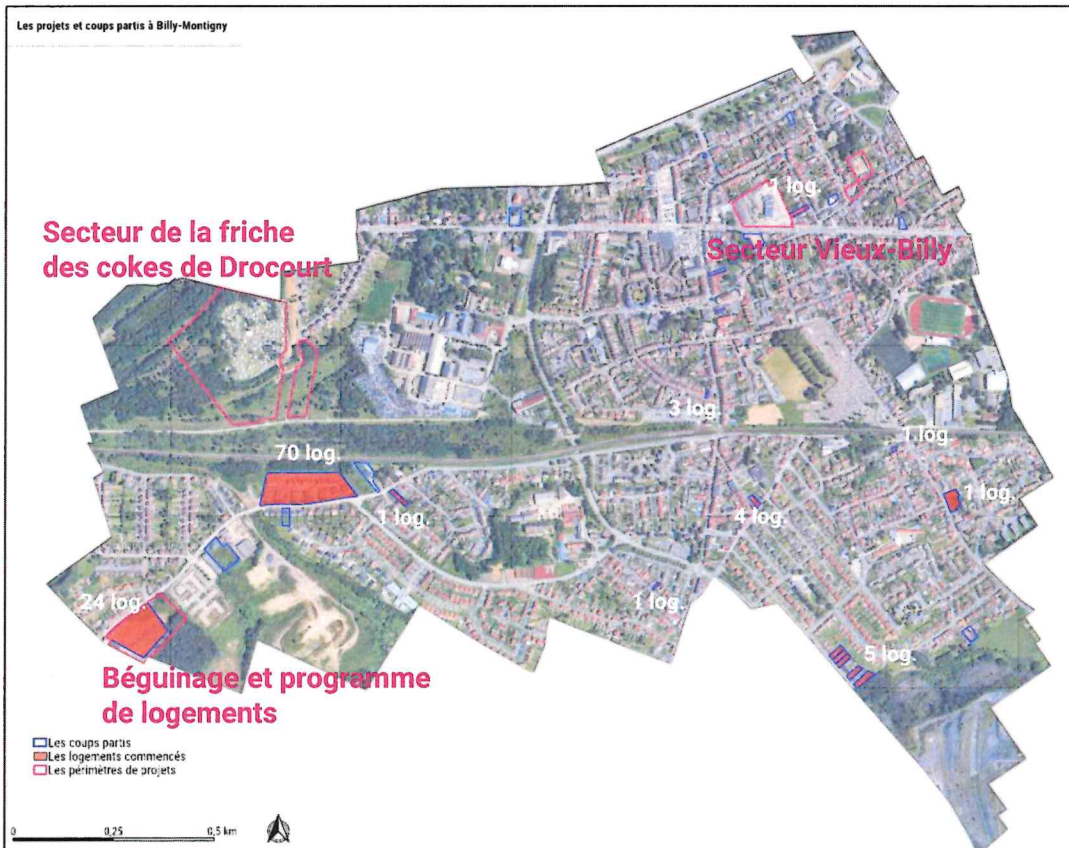 Les projets et coups partis à Billy-Montigny
1 log.
Secteur de la friche
des cokes de Drocourt
Secteur Vieux-Billy
3 log.
1 log.
70 log.
1 log.
1 log.
4 log.
24 log.
1 log.
5 log.
Béguinage et programme
de logements
Les coups partis
Les logements commencés
Les périmètres de projets
0 0,25 0,5 km